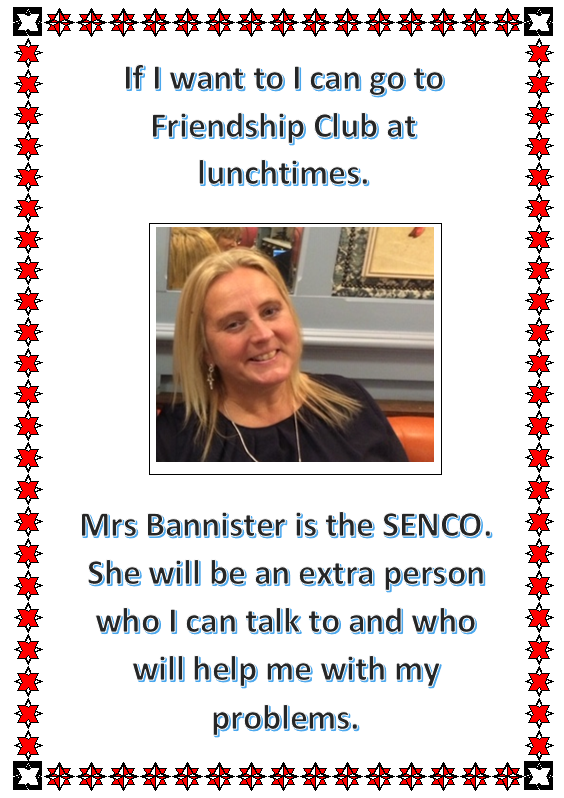 If I want to I can go to
Friendship Club at
lunchtimes.
Mrs Bannister is the SENCO.
She will be an extra person
who I can talk to and who
will help me with my
problems.